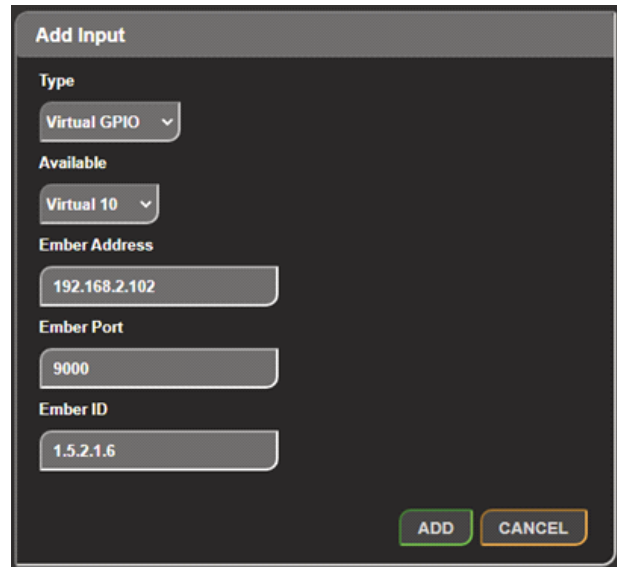 Add Input
Type
Virtual GPIO
Available
Virtual 10
Ember Address
192.168.2.102
Ember Port
9000
Ember ID
1.5.2.1.6
ADD CANCEL